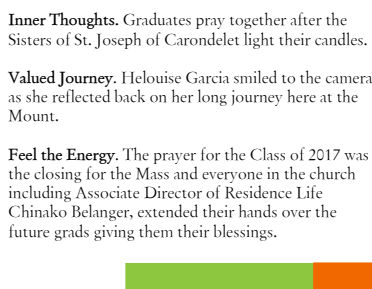 Inner Thoughts. Graduates pray together after the
Sisters of St. Joseph of Carondelet light their candles.
Valued Journey. Helouise Garcia smiled to the camera
as she reflected back on her long journey here at the
Mount.
Feel the Energy. The prayer for the Class of 2017 was
the closing for the Mass and everyone in the church
including Associate Director of Residence Life
Chinako Belanger, extended their hands over the
future grads giving them their blessings.